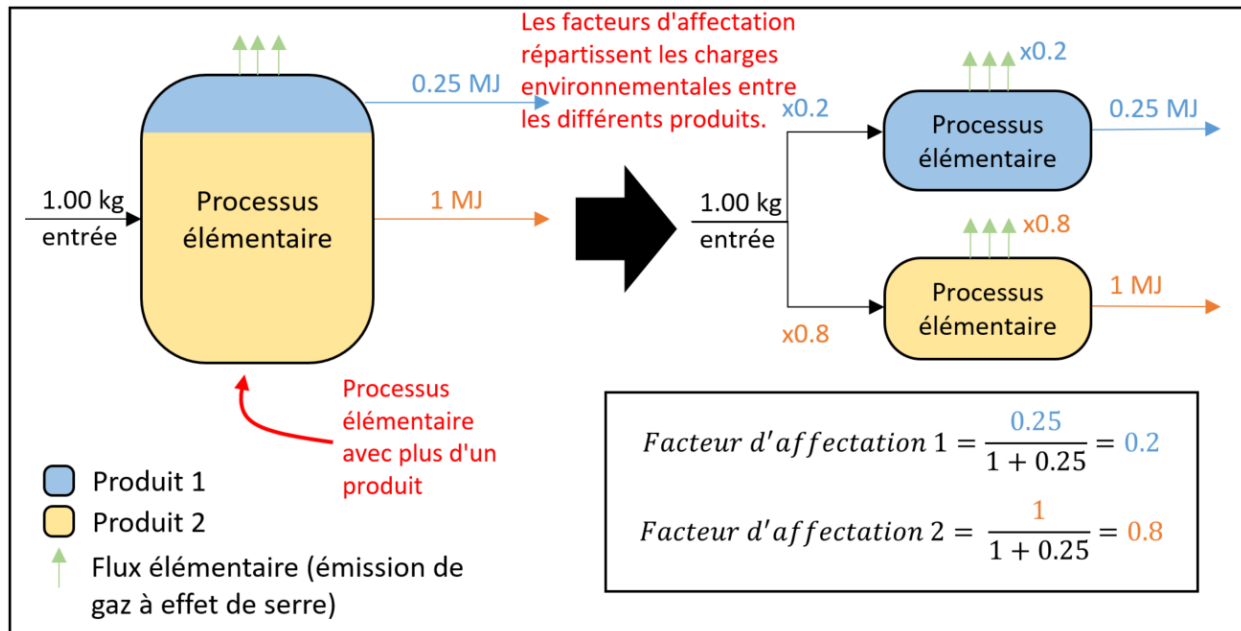 Les facteurs d'affectation
répartissent les charges
environnementales entre
les différents produits.
0.25 MJ
1.00 kg
entrée
Processus
élémentaire
1 MJ
Processus
élémentaire
avec plus d'un
produit
Produit 1
Produit 2
Flux élémentaire (émission de
gaz à effet de serre)
x0.2
x0.2
Processus
élémentaire
0.25 MJ
1.00 kg
entrée
x0.8
x0.8
Processus
élémentaire
1 MJ
Facteur d'affectation 1 = 0.25 / 1 + 0.25 = 0.2
Facteur d'affectation 2 = 1 / 1 + 0.25 = 0.8